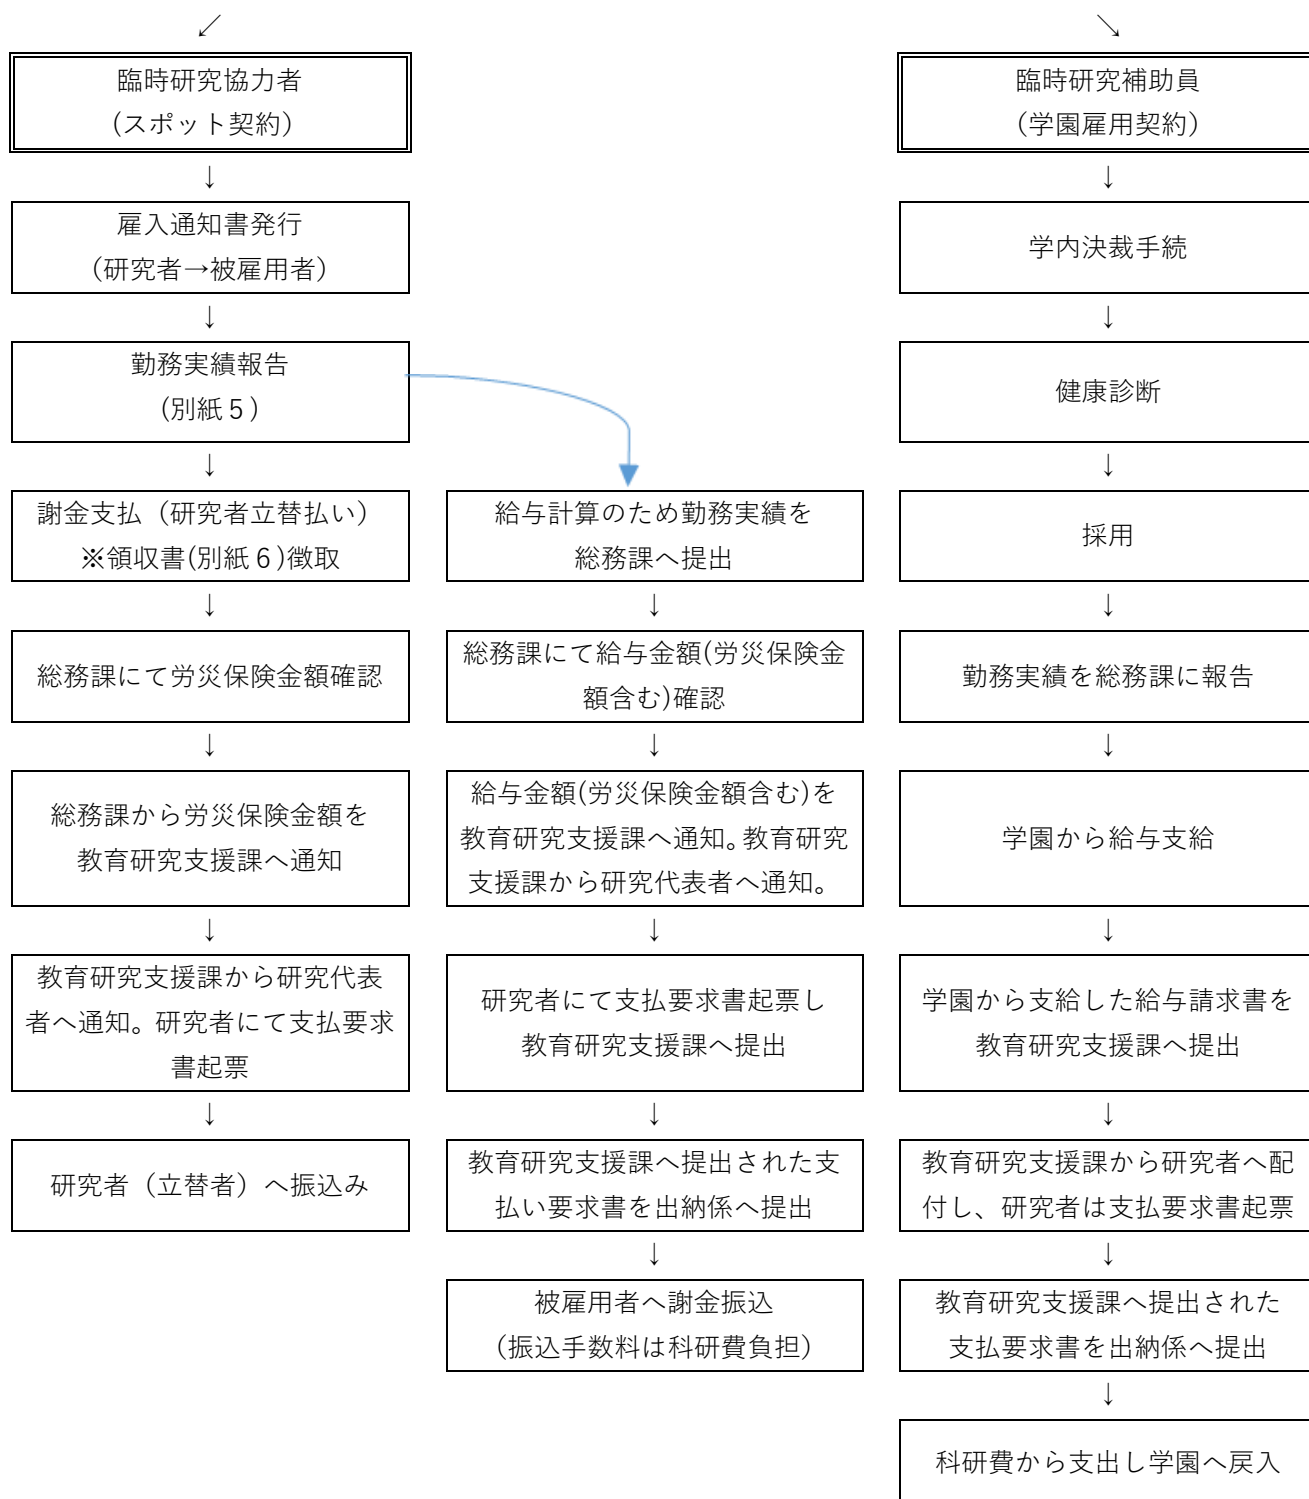 ↙
↘
臨時研究協力者
(スポット契約)
↓
雇入通知書発行
(研究者→被雇用者)
↓
勤務実績報告
(別紙５)
↓
謝金支払（研究者立替払い）
※領収書(別紙６)徴取
↓
総務課にて労災保険金額確認
↓
総務課から労災保険金額を
教育研究支援課へ通知
↓
教育研究支援課から研究代表
者へ通知。研究者にて支払要求
書起票
↓
研究者（立替者）へ振込み
給与計算のため勤務実績を
総務課へ提出
↓
総務課にて給与金額(労災保険金
額含む)確認
↓
給与金額(労災保険金額含む)を
教育研究支援課へ通知。教育研究
支援課から研究代表者へ通知。
↓
研究者にて支払要求書起票し
教育研究支援課へ提出
↓
教育研究支援課へ提出された支
払い要求書を出納係へ提出
↓
被雇用者へ謝金振込
(振込手数料は科研費負担)
臨時研究補助員
(学園雇用契約)
↓
学内決裁手続
↓
健康診断
↓
採用
↓
勤務実績を総務課に報告
↓
学園から給与支給
↓
学園から支給した給与請求書を
教育研究支援課へ提出
↓
教育研究支援課から研究者へ配
付し、研究者は支払要求書起票
↓
教育研究支援課へ提出された
支払要求書を出納係へ提出
↓
科研費から支出し学園へ戻入